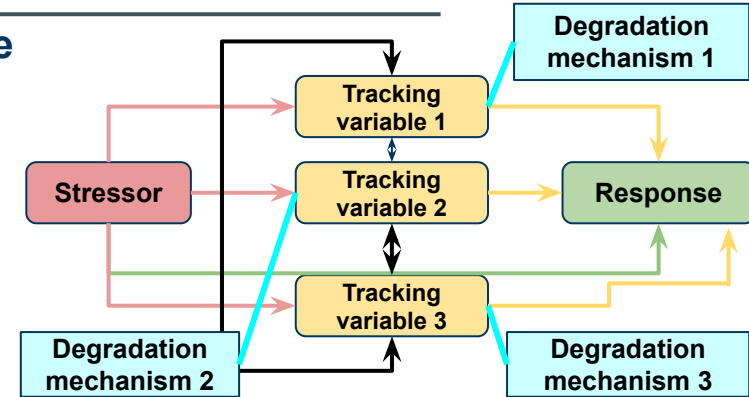 e
Degradation
mechanism 1
Tracking
variable 1
Stressor
Tracking
variable 2
Response
Tracking
variable 3
Degradation
mechanism 2
Degradation
mechanism 3